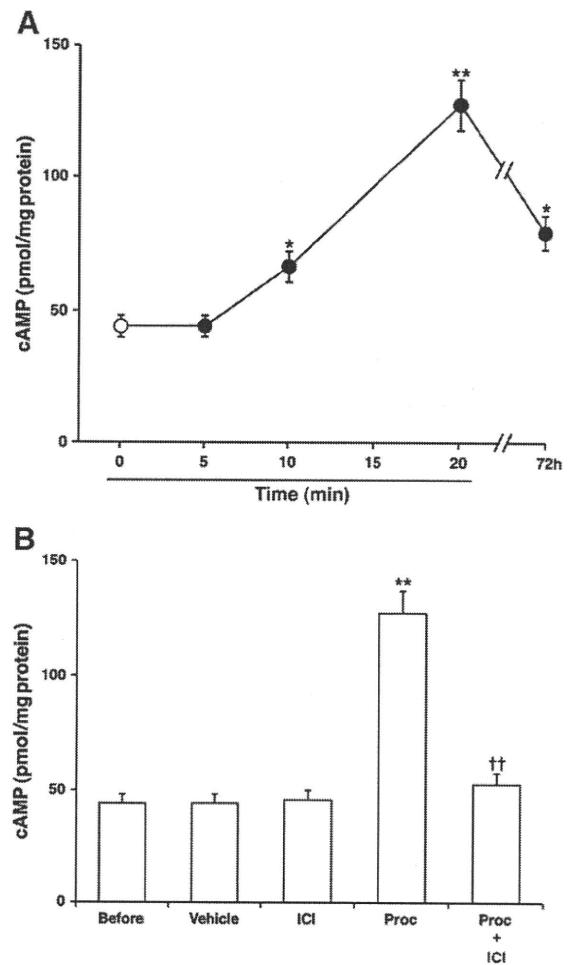 A
150
100
50
0
cAMP (pmol/mg protein)
*
**
*
0 5 10 15 20 72h
Time (min)
B
150
100
50
0
cAMP (pmol/mg protein)
**
††
Before Vehicle ICI Proc Proc
+
ICI